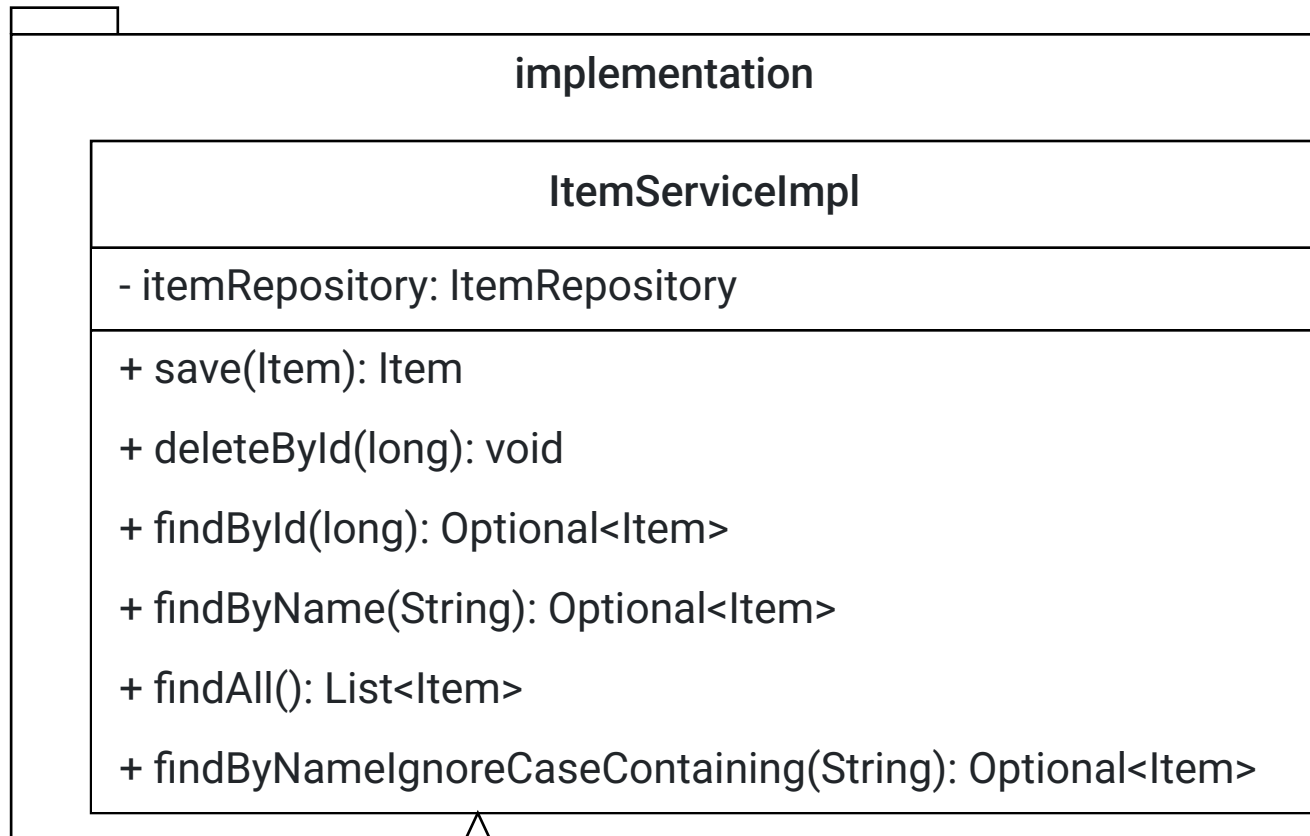 implementation
ItemServiceImpl
- itemRepository: ItemRepository
+ save(Item): Item
+ deleteById(long): void
+ findById(long): Optional<Item>
+ findByName(String): Optional<Item>
+ findAll(): List<Item>
+ findByNameIgnoreCaseContaining(String): Optional<Item>